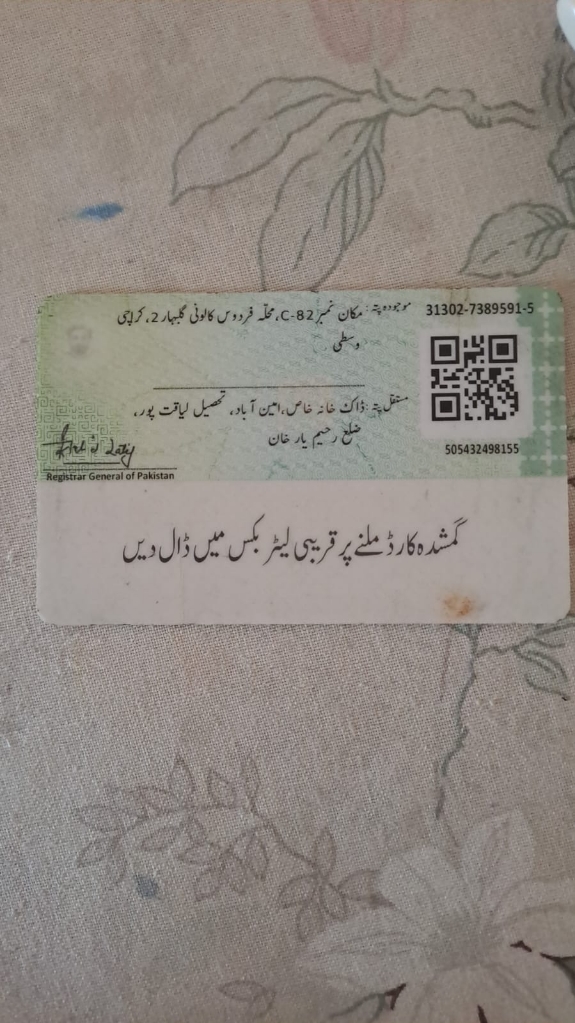 موجودہ پتہ: مکان نمبر C-82، محلّہ فردوس کالونی گلبہار 2، کراچی
وسطی
31302-7389591-5
مستقل پتہ: ڈاک خانہ خاص، امین آباد، تحصیل لیاقت پور،
ضلع رحیم یار خان
505432498155
Registrar General of Pakistan
گمشدہ کارڈ ملنے پر قریبی لیٹر بکس میں ڈال دیں